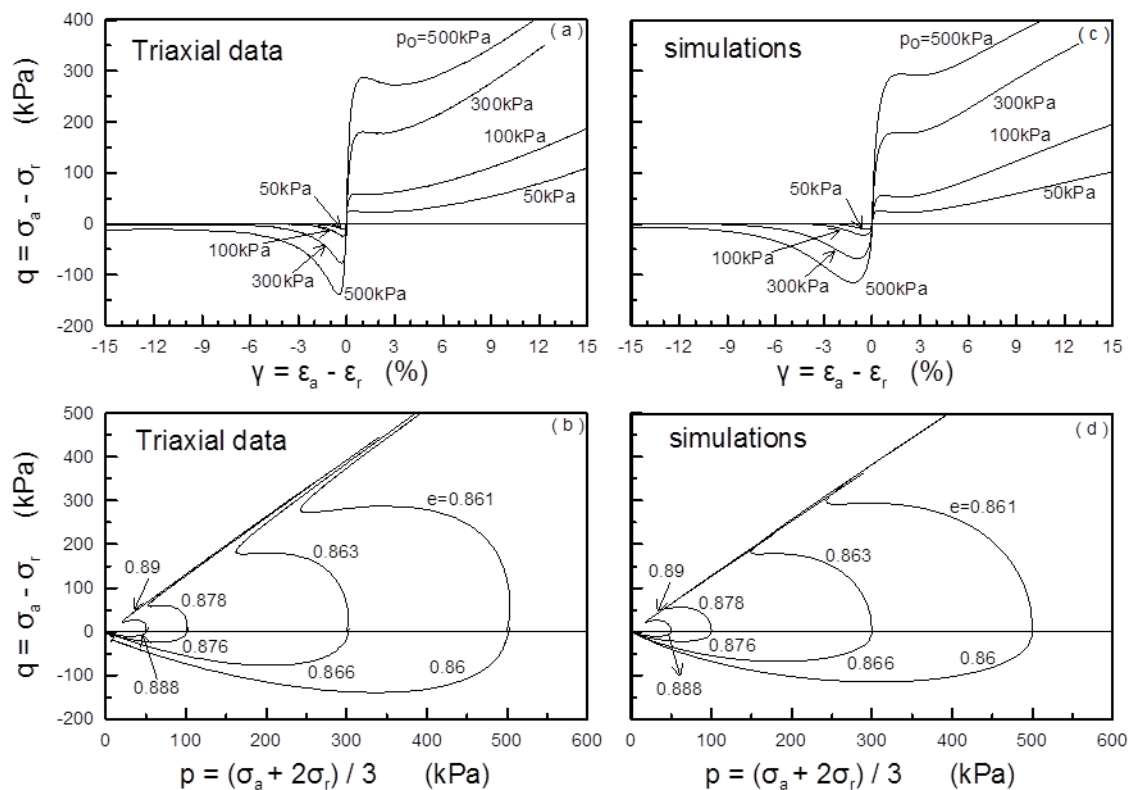 400
300
200
100
0
-100
-200
q = σa - σr (kPa)
Triaxial data
( a )
po=500kPa
300kPa
100kPa
50kPa
50kPa
100kPa
300kPa
500kPa
-15 -12 -9 -6 -3 0 3 6 9 12 15
γ = εa - εr (%)
simulations
( c )
po=500kPa
300kPa
100kPa
50kPa
50kPa
100kPa
300kPa
500kPa
-15 -12 -9 -6 -3 0 3 6 9 12 15
γ = εa - εr (%)
500
400
300
200
100
0
-100
-200
q = σa - σr (kPa)
Triaxial data
( b )
e=0.861
0.863
0.89
0.878
0.876
0.866
0.86
0.888
0 100 200 300 400 500 600
p = (σa + 2σr) / 3 (kPa)
simulations
( d )
e=0.861
0.863
0.89
0.878
0.876
0.866
0.86
0.888
0 100 200 300 400 500 600
p = (σa + 2σr) / 3 (kPa)